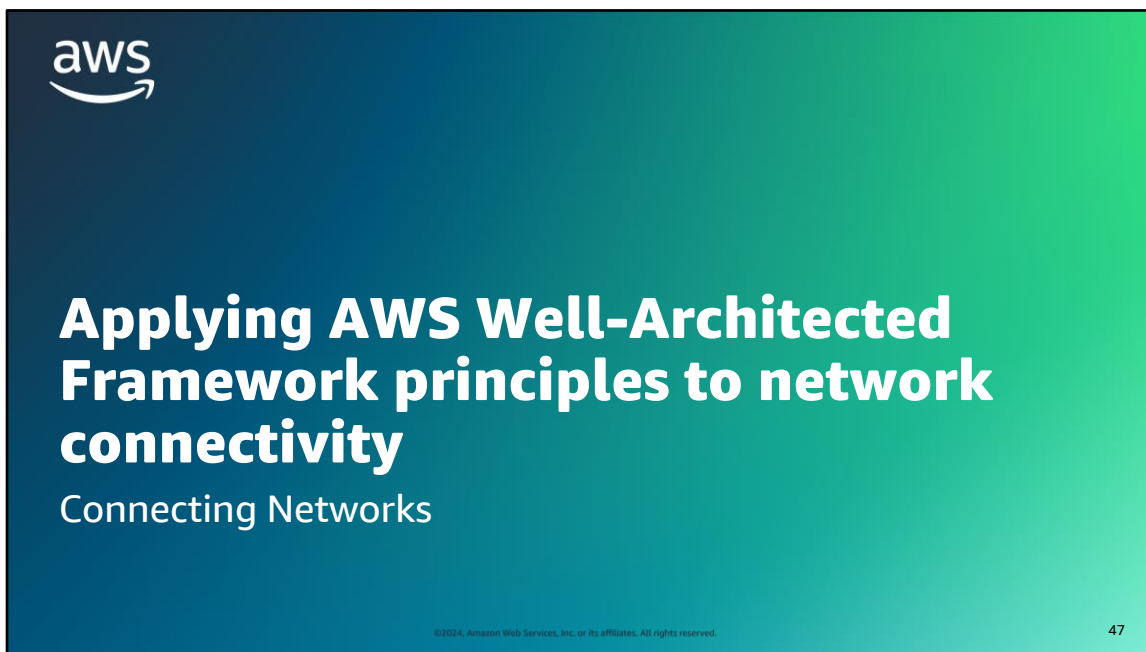 aws
Applying AWS Well-Architected
Framework principles to network
connectivity
Connecting Networks
©2024, Amazon Web Services, Inc. or its affiliates. All rights reserved.
47